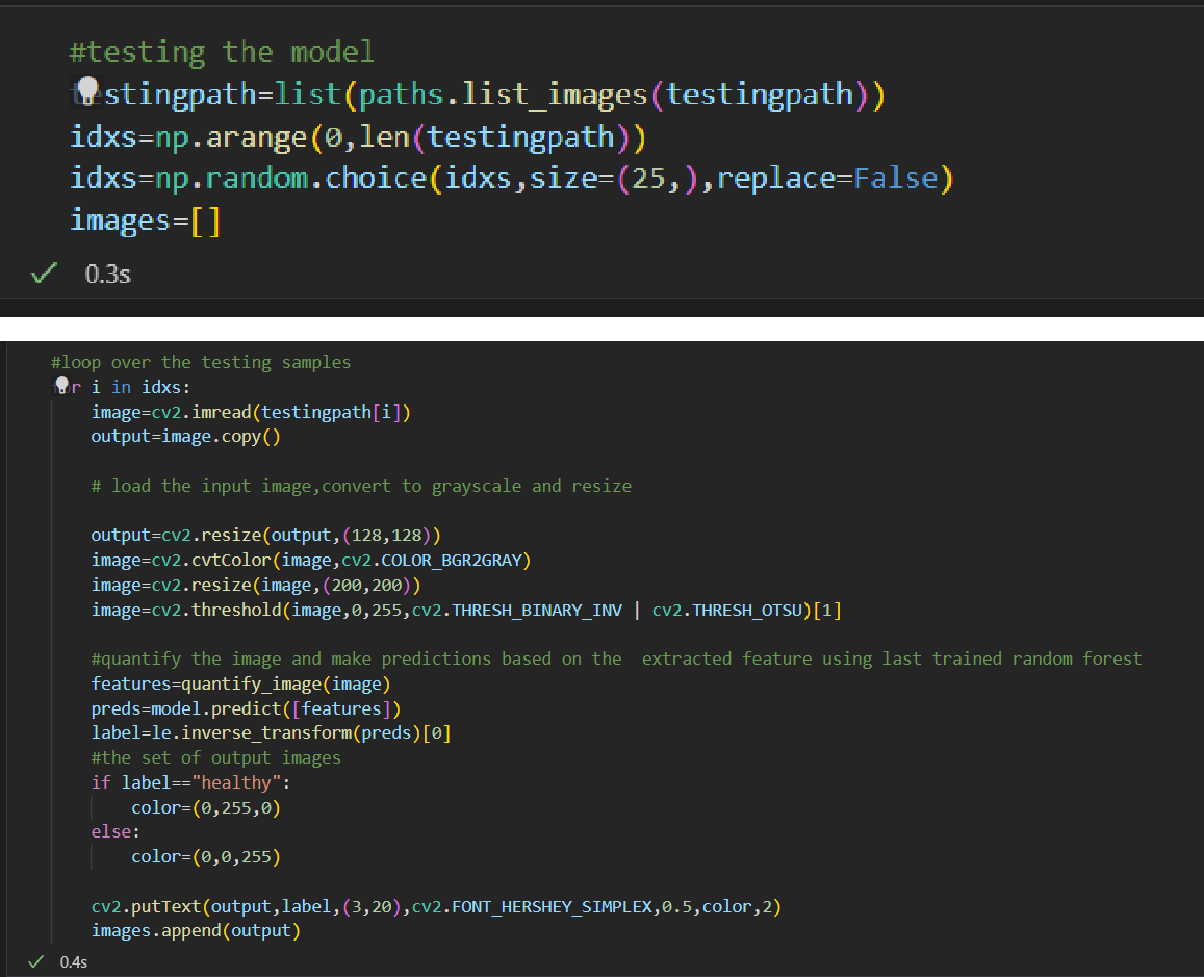 #testing the model
testingpath=list(paths.list_images(testingpath))
idxs=np.arange(0,len(testingpath))
idxs=np.random.choice(idxs,size=(25,),replace=False)
images=[]
0.3s
#loop over the testing samples
for i in idxs:
    image=cv2.imread(testingpath[i])
    output=image.copy()
    # load the input image,convert to grayscale and resize
    output=cv2.resize(output,(128,128))
    image=cv2.cvtColor(image,cv2.COLOR_BGR2GRAY)
    image=cv2.resize(image,(200,200))
    image=cv2.threshold(image,0,255,cv2.THRESH_BINARY_INV | cv2.THRESH_OTSU)[1]
    #quantify the image and make predictions based on the  extracted feature using last trained random forest
    features=quantify_image(image)
    preds=model.predict([features])
    label=le.inverse_transform(preds)[0]
    #the set of output images
    if label=="healthy":
        color=(0,255,0)
    else:
        color=(0,0,255)
    cv2.putText(output,label,(3,20),cv2.FONT_HERSHEY_SIMPLEX,0.5,color,2)
    images.append(output)
0.4s